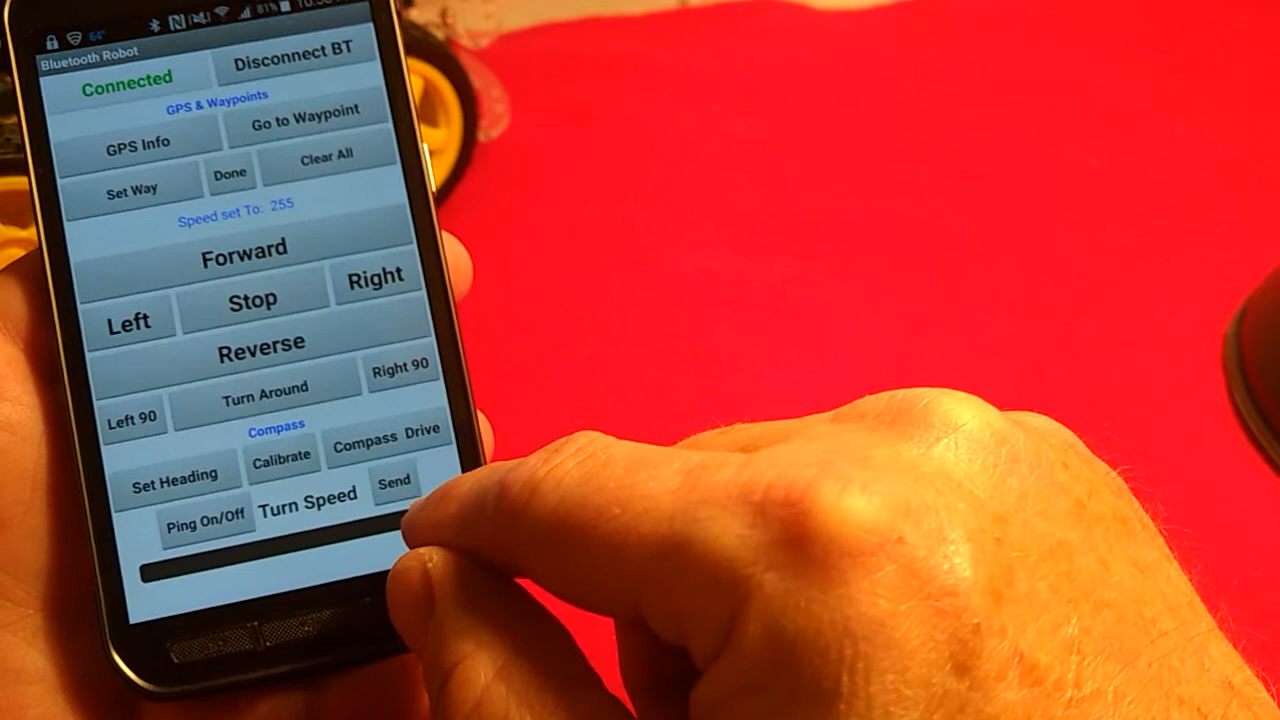 64°
81%
Bluetooth Robot
Connected
Disconnect BT
GPS & Waypoints
GPS Info
Go to Waypoint
Set Way
Done
Clear All
Speed set To: 255
Forward
Left
Stop
Right
Reverse
Left 90
Turn Around
Right 90
Compass
Set Heading
Calibrate
Compass Drive
Ping On/Off
Turn Speed
Send